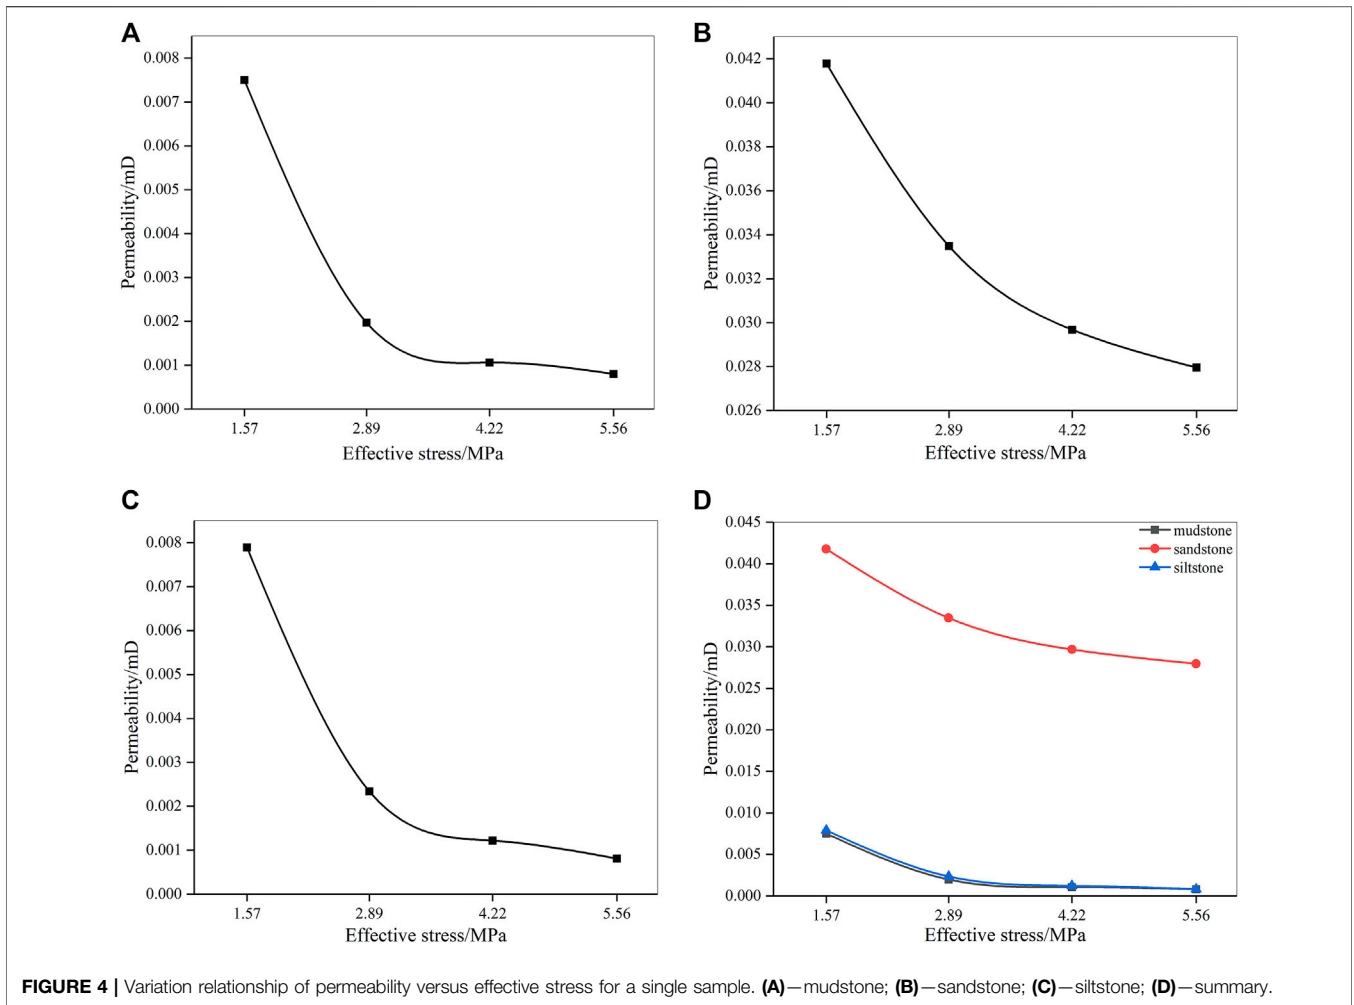 A
0.008
0.007
0.006
0.005
0.004
0.003
0.002
0.001
0.000
Permeability/mD
1.57 2.89 4.22 5.56
Effective stress/MPa
B
0.042
0.040
0.038
0.036
0.034
0.032
0.030
0.028
0.026
Permeability/mD
1.57 2.89 4.22 5.56
Effective stress/MPa
C
0.008
0.007
0.006
0.005
0.004
0.003
0.002
0.001
0.000
Permeability/mD
1.57 2.89 4.22 5.56
Effective stress/MPa
D
0.045
0.040
0.035
0.030
0.025
0.020
0.015
0.010
0.005
0.000
Permeability/mD
mudstone
sandstone
siltstone
1.57 2.89 4.22 5.56
Effective stress/MPa
FIGURE 4 | Variation relationship of permeability versus effective stress for a single sample. (A)—mudstone; (B)—sandstone; (C)—siltstone; (D)—summary.